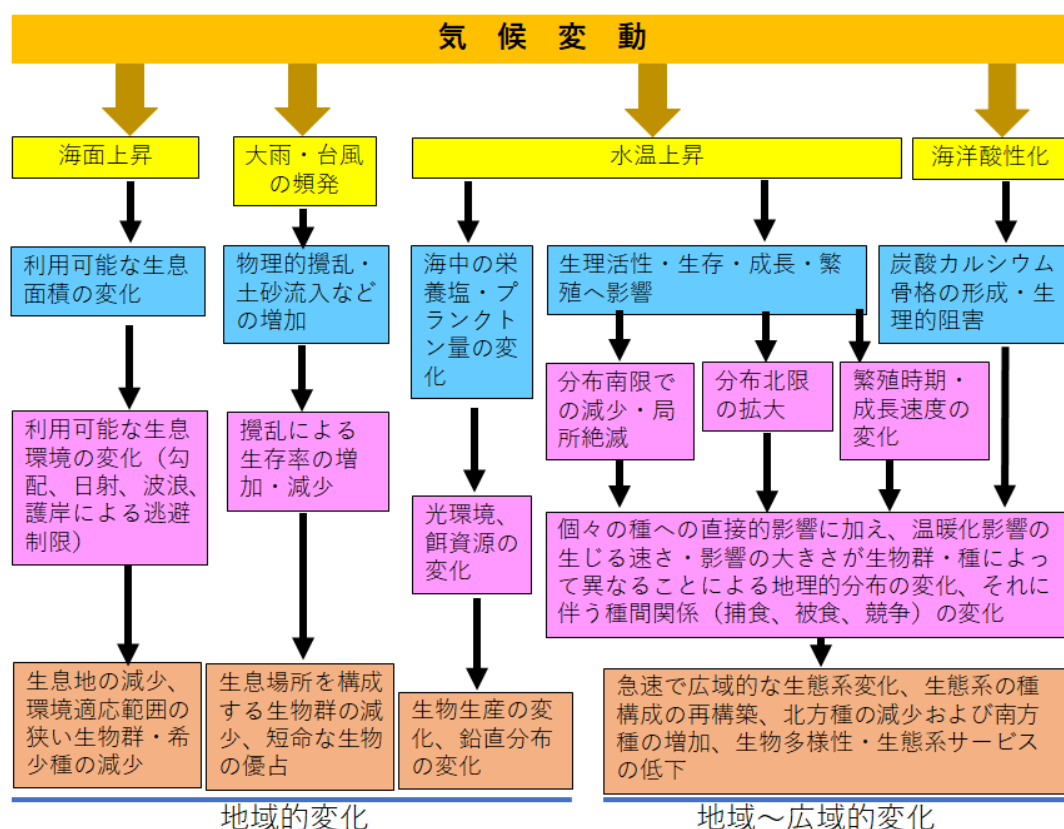 気候変動
海面上昇
大雨・台風
の頻発
水温上昇
海洋酸性化
利用可能な生息
面積の変化
物理的攪乱・
土砂流入など
の増加
海中の栄
養塩・プ
ランクト
ン量の変
化
生理活性・生存・成長・繁
殖へ影響
炭酸カルシウム
骨格の形成・生
理的阻害
利用可能な生息
環境の変化（勾
配、日射、波浪、
護岸による逃避
制限）
攪乱による
生存率の増
加・減少
光環境、
餌資源の
変化
分布南限で
の減少・局
所絶滅
分布北限
の拡大
繁殖時期・
成長速度の
変化
個々の種への直接的影響に加え、温暖化影響の
生じる速さ・影響の大きさが生物群・種によっ
て異なることによる地理的分布の変化、それに
伴う種間関係（捕食、被食、競争）の変化
生息地の減少、
環境適応範囲の
狭い生物群・希
少種の減少
生息場所を構成
する生物群の減
少、短命な生物
の優占
生物生産の変
化、鉛直分布
の変化
急速で広域的な生態系変化、生態系の種
構成の再構築、北方種の減少および南方
種の増加、生物多様性・生態系サービス
の低下
地域的変化
地域～広域的変化